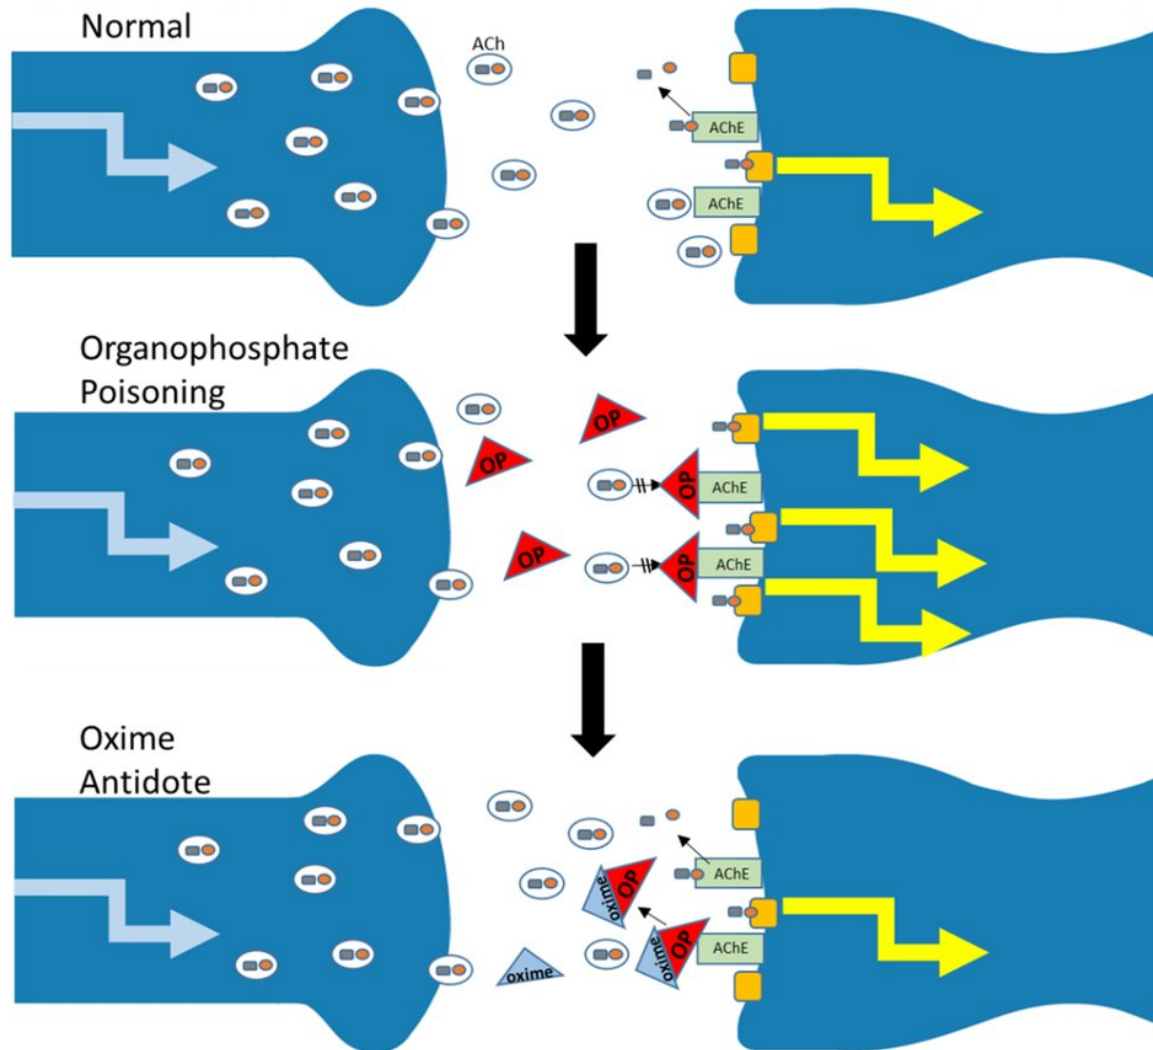 Normal
ACh
AChE
AChE
Organophosphate
Poisoning
OP
OP
OP
AChE
OP
OP
AChE
Oxime
Antidote
AChE
oxime
OP
oxime
OP
AChE
oxime